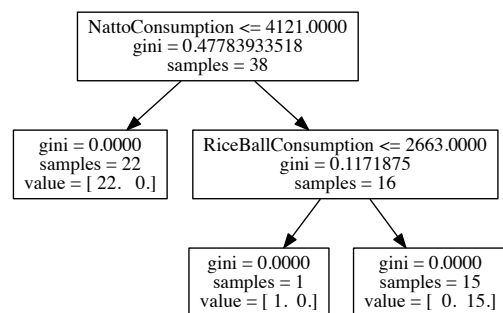 NattoConsumption <= 4121.0000
gini = 0.47783933518
samples = 38
gini = 0.0000
samples = 22
value = [ 22.   0.]
RiceBallConsumption <= 2663.0000
gini = 0.1171875
samples = 16
gini = 0.0000
samples = 1
value = [ 1.  0.]
gini = 0.0000
samples = 15
value = [  0.  15.]